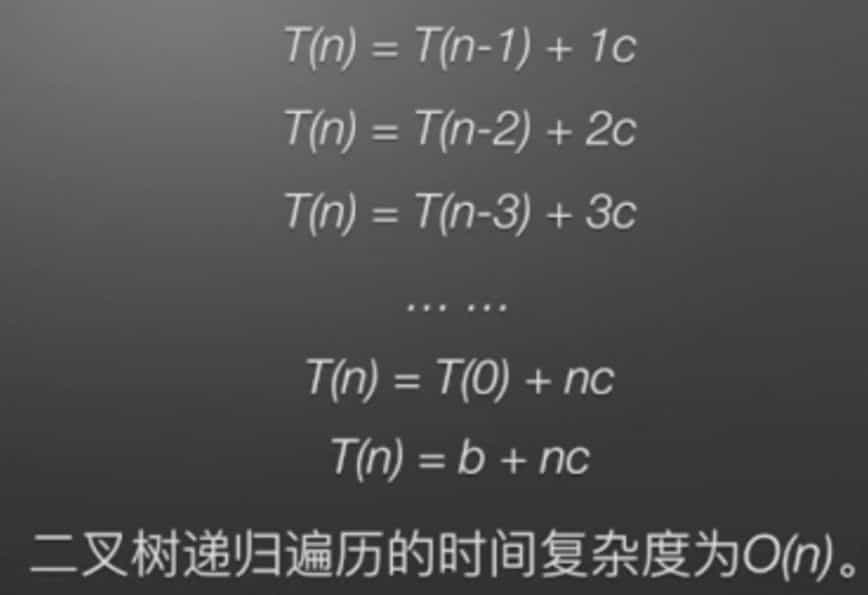 T(n) = T(n-1) + 1c
T(n) = T(n-2) + 2c
T(n) = T(n-3) + 3c
... ...
T(n) = T(0) + nc
T(n) = b + nc
二叉树递归遍历的时间复杂度为O(n)。